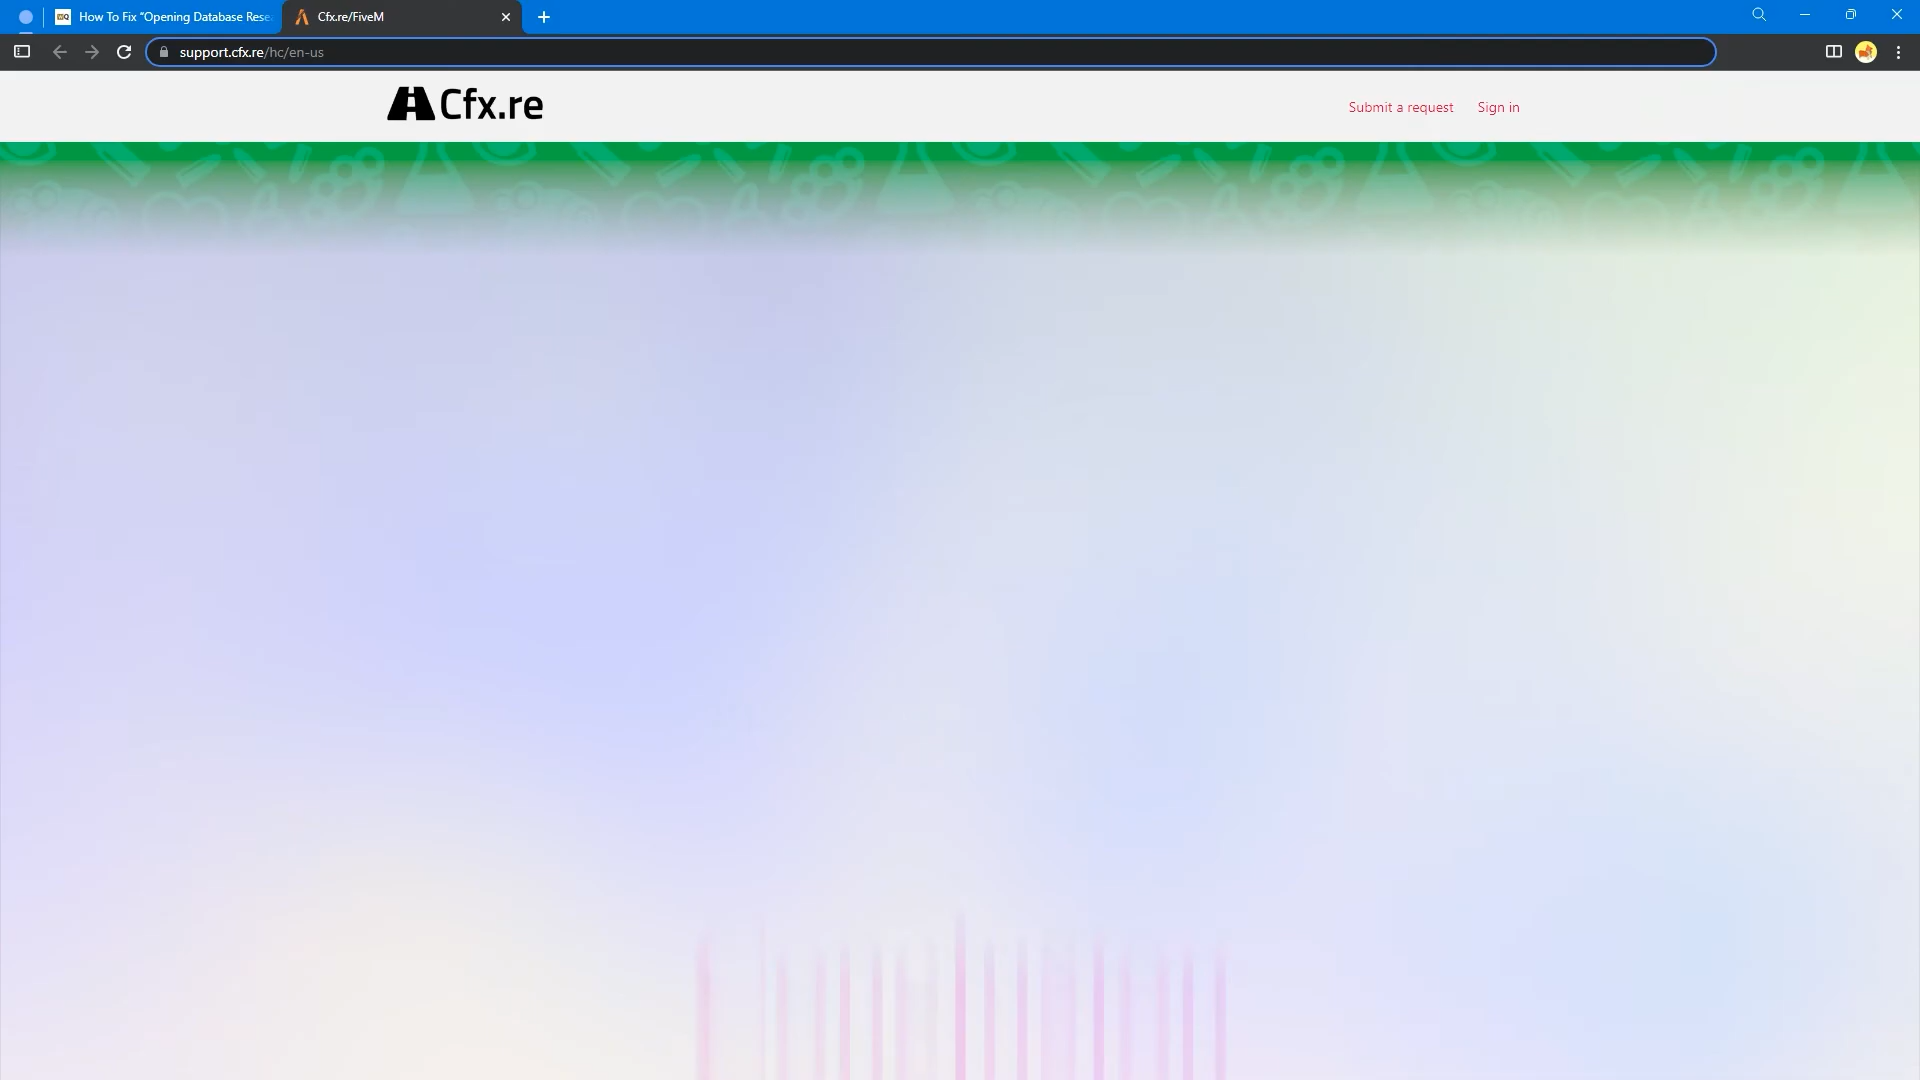 WQ How To Fix “Opening Database Rese
Cfx.re/FiveM
support.cfx.re/hc/en-us
Cfx.re
Submit a request Sign in